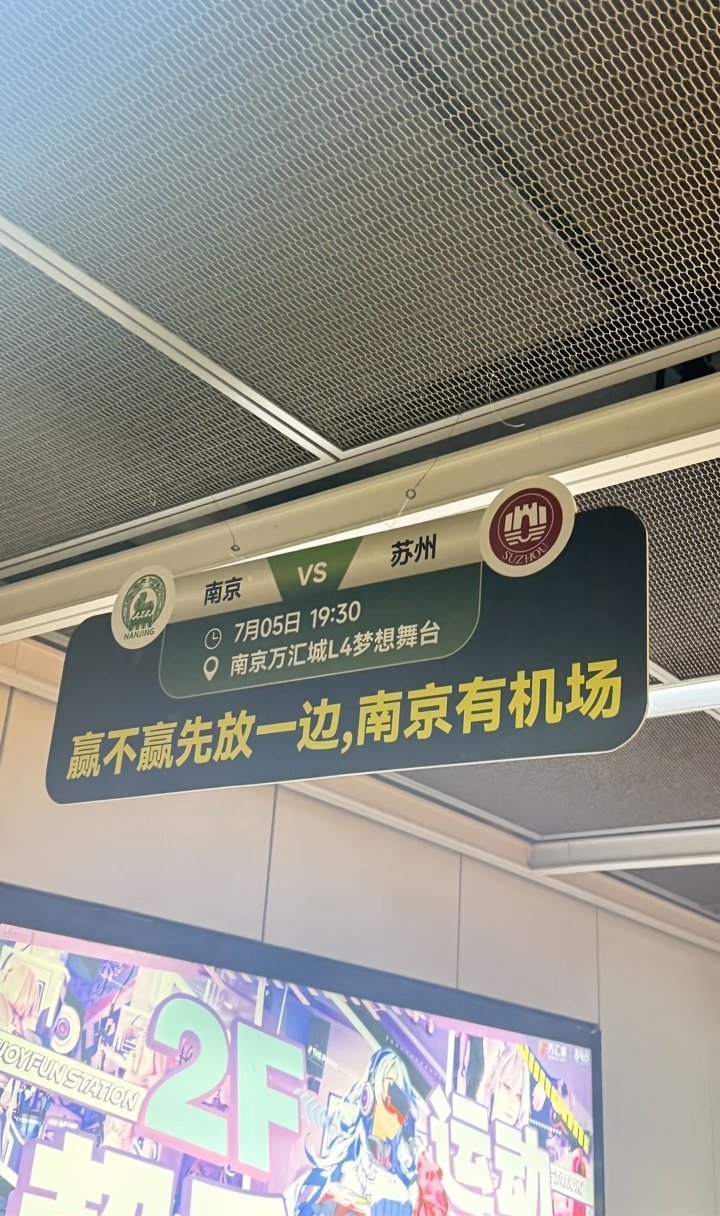 南京 VS 苏州
NANJING
SUZHOU
7月05日 19:30
南京万汇城L4梦想舞台
赢不赢先放一边,南京有机场
JOYFUN STATION
2F
运动